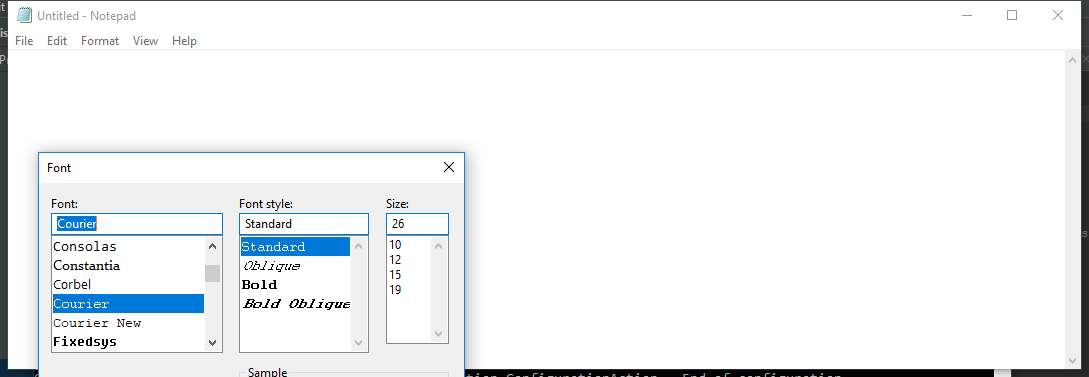 Untitled - Notepad
File Edit Format View Help
Font
Font: Font style: Size:
Courier Standard 26
Consolas
Constantia
Corbel
Courier
Courier New
Fixedsys
Standard
Oblique
Bold
Bold Oblique
10
12
15
19
Sample
ConfigurationAction End of configuration